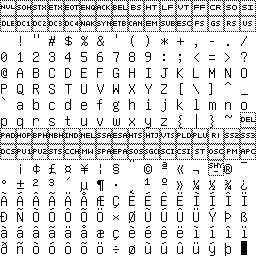 NUL SOH STX ETX EOT ENQ ACK BEL BS HT LF VT FF CR SO SI
DLE DC1 DC2 DC3 DC4 NAK SYN ETB CAN EM SUB ESC FS GS RS US
! " # $ % & ' ( ) * + , - . /
0 1 2 3 4 5 6 7 8 9 : ; < = > ?
@ A B C D E F G H I J K L M N O
P Q R S T U V W X Y Z [ \ ] ^ _
` a b c d e f g h i j k l m n o
p q r s t u v w x y z { | } ~ DEL
PAD HOP BPH NBH IND NEL SSA ESA HTS HTJ VTS PLD PLU RI SS2 SS3
DCS PU1 PU2 STS CCH MW SPA EPA SOS SGC SCI CSI ST OSC PM APC
¡ ¢ £ ¤ ¥ ¦ § ¨ © ª « ¬ SHY ® ¯
° ± ² ³ ´ µ ¶ · ¸ ¹ º » ¼ ½ ¾ ¿
À Á Â Ã Ä Å Æ Ç È É Ê Ë Ì Í Î Ï
Ð Ñ Ò Ó Ô Õ Ö × Ø Ù Ú Û Ü Ý Þ ß
à á â ã ä å æ ç è é ê ë ì í î ï
ð ñ ò ó ô õ ö ÷ ø ù ú û ü ý þ